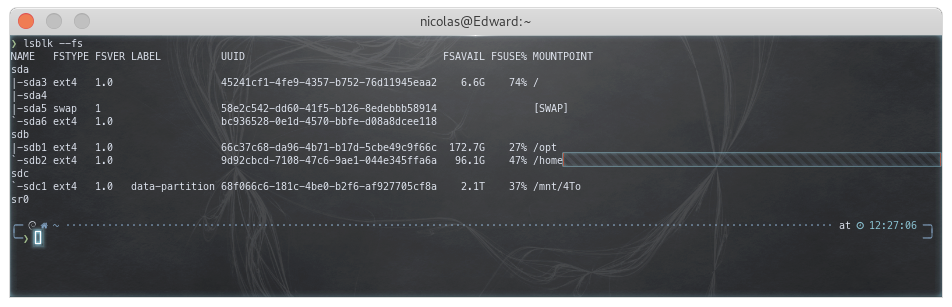 nicolas@Edward:~
❯ lsblk --fs
NAME   FSTYPE FSVER LABEL          UUID                                 FSAVAIL FSUSE% MOUNTPOINT
sda
|-sda3 ext4   1.0                  45241cf1-4fe9-4357-b752-76d11945eaa2    6.6G    74% /
|-sda4
|-sda5 swap   1                    58e2c542-dd60-41f5-b126-8edebbb58914                [SWAP]
`-sda6 ext4   1.0                  bc936528-0e1d-4570-bbfe-d08a8dcee118
sdb
|-sdb1 ext4   1.0                  66c37c68-da96-4b71-b17d-5cbe49c9f66c  172.7G    27% /opt
`-sdb2 ext4   1.0                  9d92cbcd-7108-47c6-9ae1-044e345ffa6a   96.1G    47% /home
sdc
`-sdc1 ext4   1.0   data-partition 68f066c6-181c-4be0-b2f6-af927705cf8a    2.1T    37% /mnt/4To
sr0
~ at 12:27:06
❯